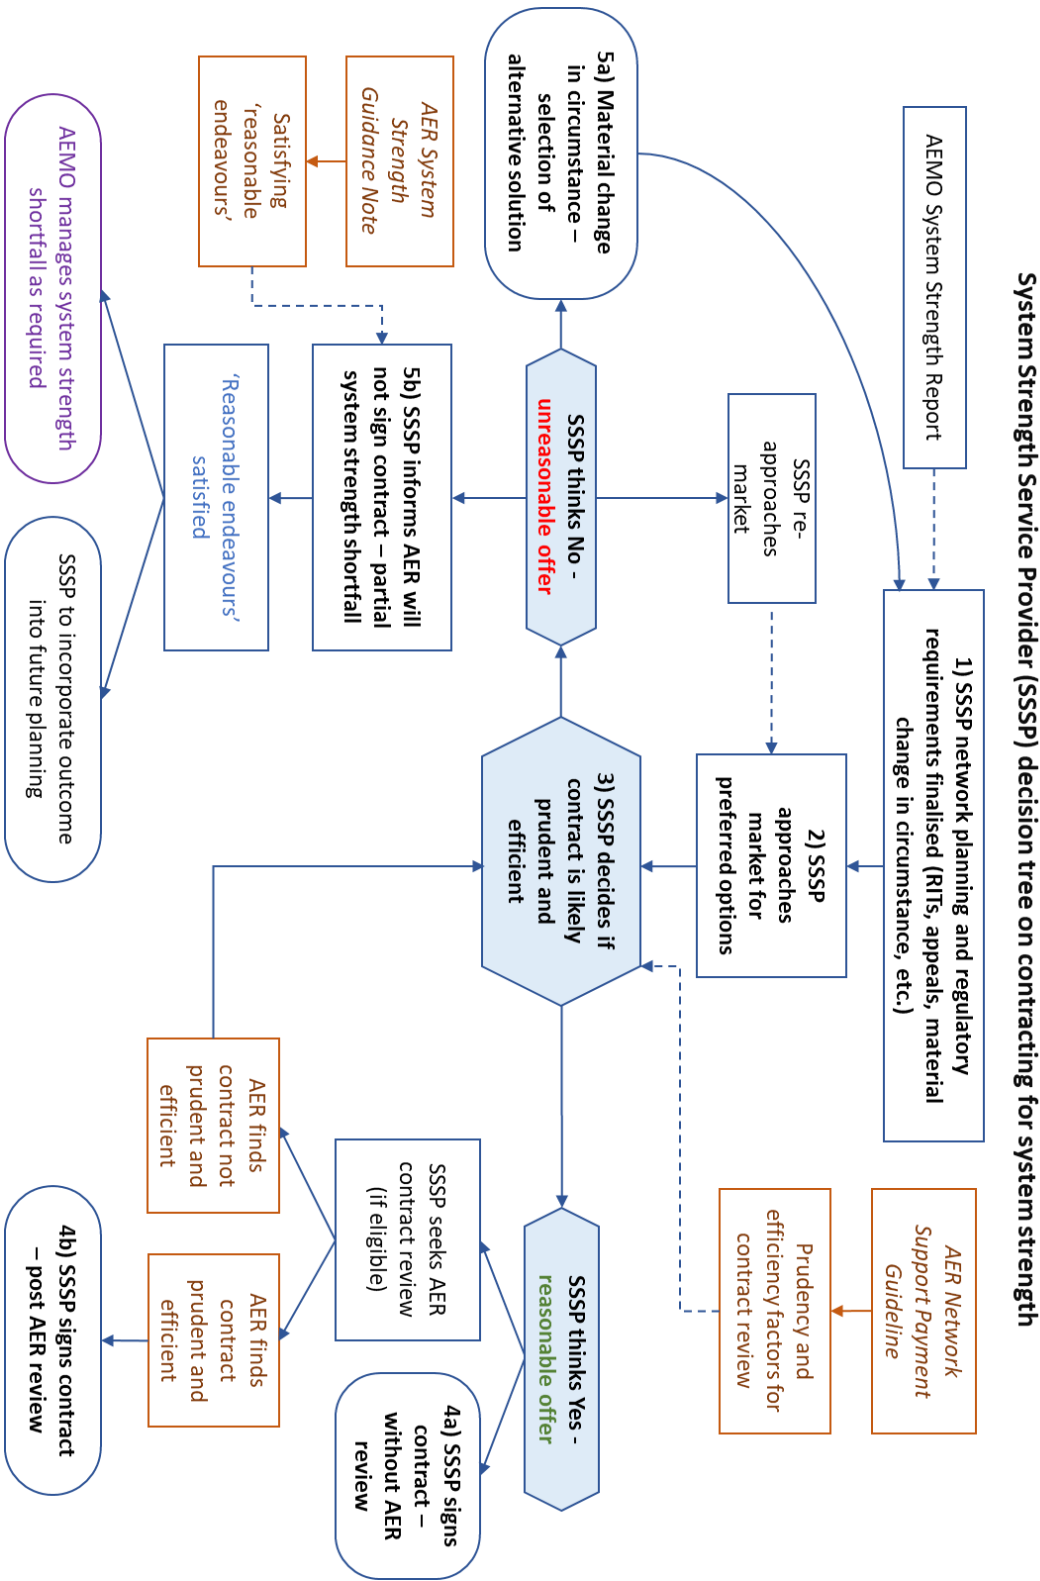 System Strength Service Provider (SSSP) decision tree on contracting for system strength
AEMO System Strength Report
1) SSSP network planning and regulatory
requirements finalised (RITs, appeals, material
change in circumstance, etc.)
AER Network
Support Payment
Guideline
SSSP re-
approaches
market
2) SSSP
approaches
market for
preferred options
Prudency and
efficiency factors for
contract review
5a) Material change
in circumstance –
selection of
alternative solution
SSSP thinks No -
unreasonable offer
3) SSSP decides if
contract is likely
prudent and
efficient
SSSP thinks Yes -
reasonable offer
AER System
Strength
Guidance Note
5b) SSSP informs AER will
not sign contract – partial
system strength shortfall
SSSP seeks AER
contract review
(if eligible)
4a) SSSP signs
contract –
without AER
review
Satisfying
‘reasonable
endeavours’
‘Reasonable endeavours’
satisfied
AER finds
contract not
prudent and
efficient
AER finds
contract
prudent and
efficient
AEMO manages system strength
shortfall as required
SSSP to incorporate outcome
into future planning
4b) SSSP signs contract
– post AER review